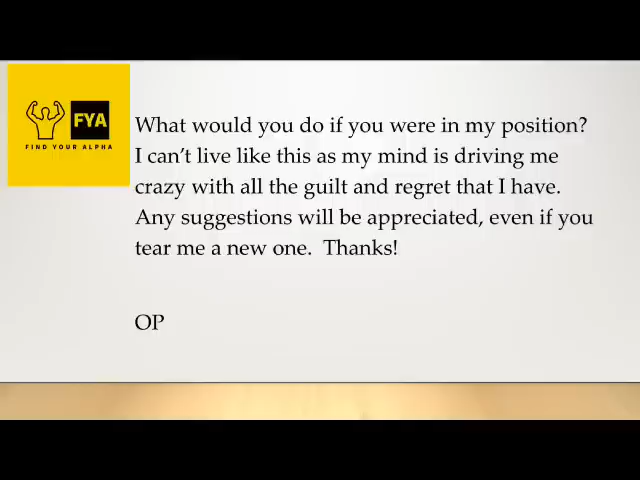 FYA
FIND YOUR ALPHA
What would you do if you were in my position?
I can’t live like this as my mind is driving me
crazy with all the guilt and regret that I have.
Any suggestions will be appreciated, even if you
tear me a new one.  Thanks!
OP